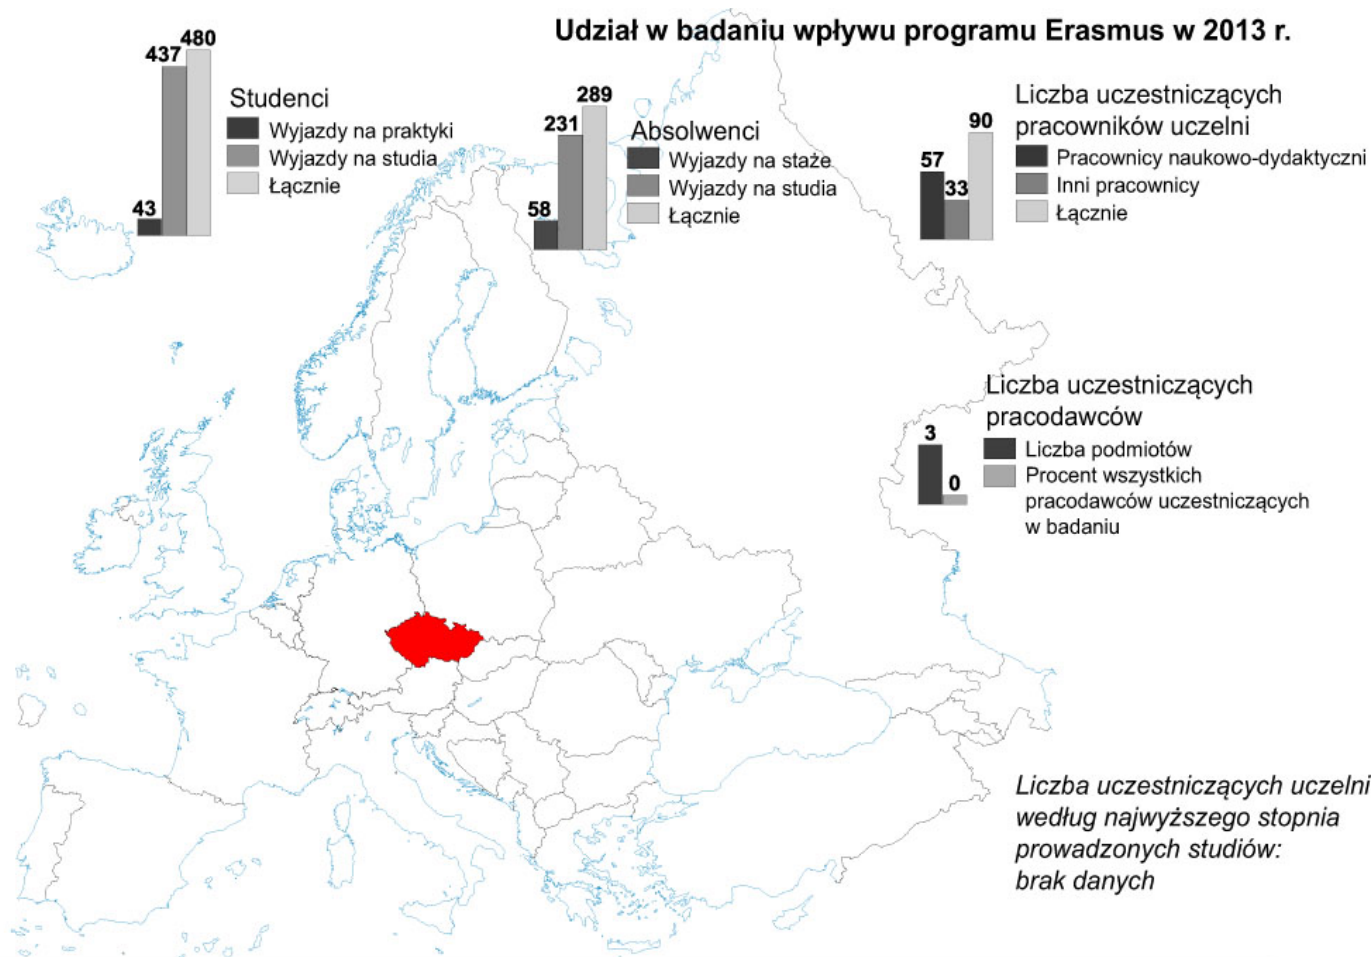 Udział w badaniu wpływu programu Erasmus w 2013 r.
43
437
480
Studenci
Wyjazdy na praktyki
Wyjazdy na studia
Łącznie
58
231
289
Absolwenci
Wyjazdy na staże
Wyjazdy na studia
Łącznie
57
33
90
Liczba uczestniczących
pracowników uczelni
Pracownicy naukowo-dydaktyczni
Inni pracownicy
Łącznie
3
0
Liczba uczestniczących
pracodawców
Liczba podmiotów
Procent wszystkich
pracodawców uczestniczących
w badaniu
Liczba uczestniczących uczelni
według najwyższego stopnia
prowadzonych studiów:
brak danych